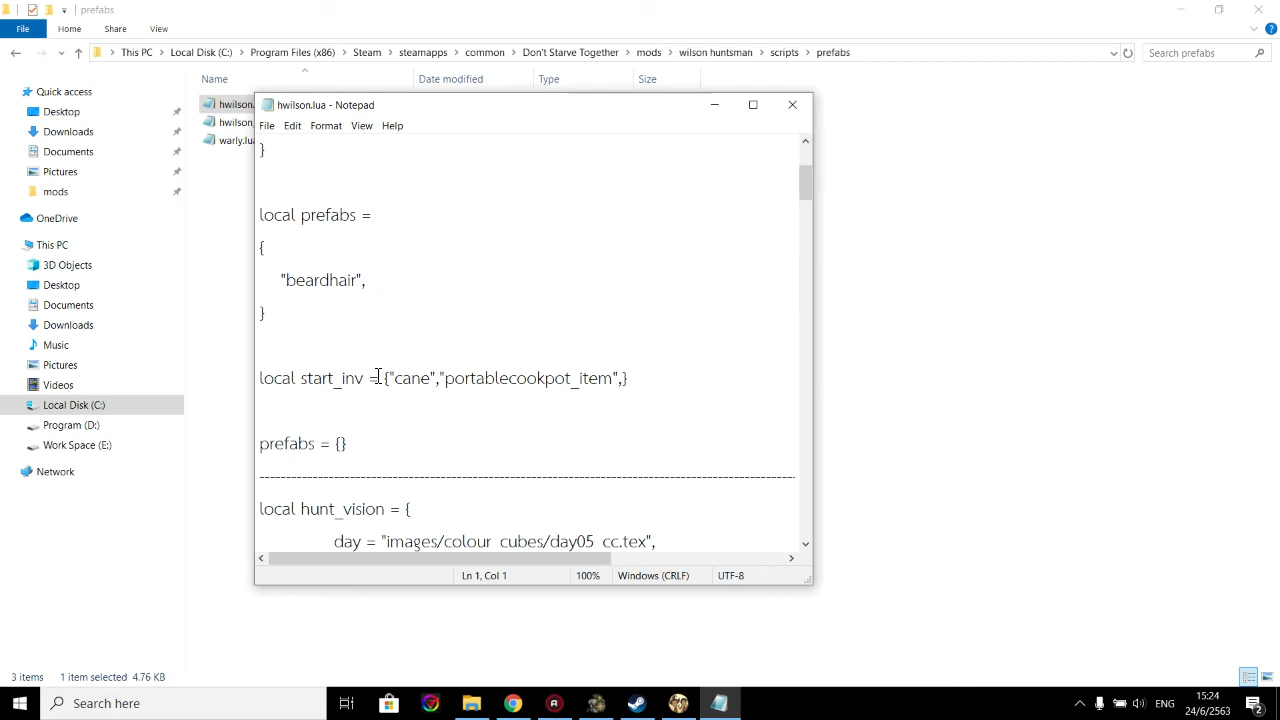 prefabs
File
Home
Share
View
This PC
Local Disk (C:)
Program Files (x86)
Steam
steamapps
common
Don't Starve Together
mods
wilson huntsman
scripts
prefabs
Search prefabs
Name
Date modified
Type
Size
Quick access
Desktop
Downloads
Documents
Pictures
mods
OneDrive
This PC
3D Objects
Desktop
Documents
Downloads
Music
Pictures
Videos
Local Disk (C:)
Program (D:)
Work Space (E:)
Network
hwilson.
hwilson
warly.lua
hwilson.lua - Notepad
File
Edit
Format
View
Help
}
local prefabs =
{
"beardhair",
}
local start_inv ={"cane","portablecookpot_item",}
prefabs = {}
--------------------------------------------------------------------------------
local hunt_vision = {
day = "images/colour_cubes/day05_cc.tex",
Ln 1, Col 1
100%
Windows (CRLF)
UTF-8
3 items
1 item selected 4.76 KB
Search here
ENG
15:24
24/6/2563
2